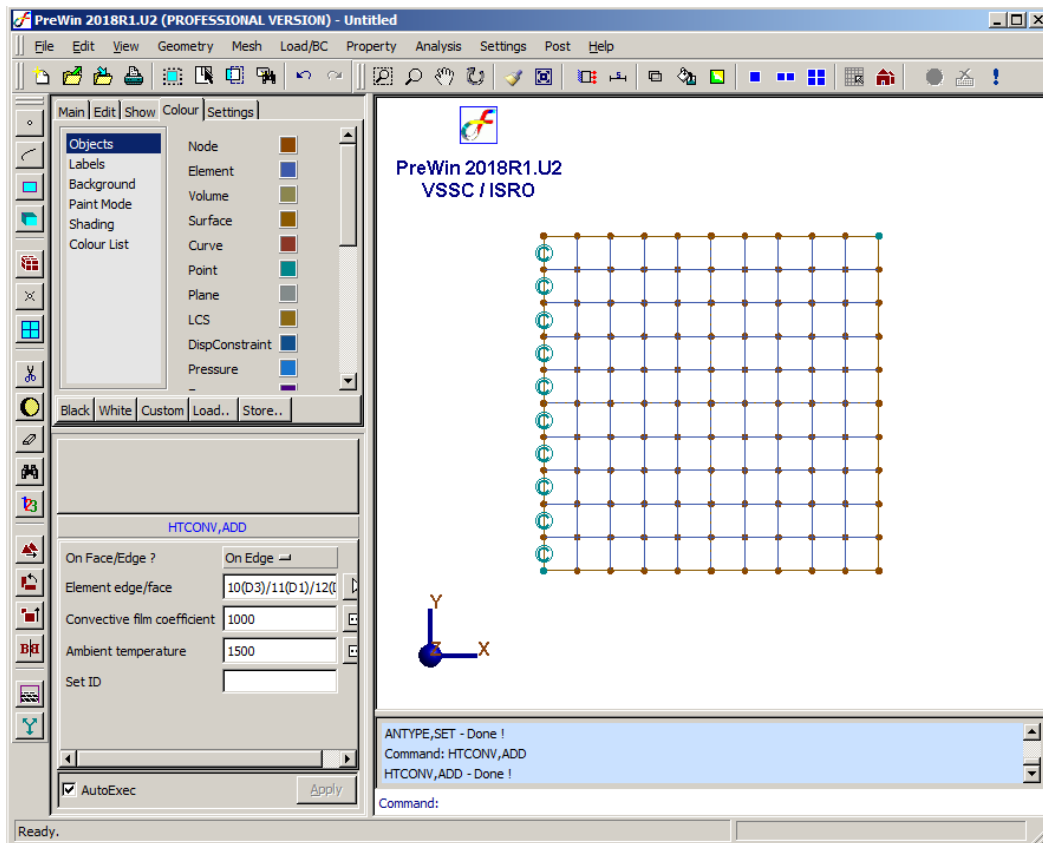 PreWin 2018R1.U2 (PROFESSIONAL VERSION) - Untitled
File Edit View Geometry Mesh Load/BC Property Analysis Settings Post Help
Main Edit Show Colour Settings
Objects
Labels
Background
Paint Mode
Shading
Colour List
Node
Element
Volume
Surface
Curve
Point
Plane
LCS
DispConstraint
Pressure
Black White Custom Load.. Store..
HTCONV,ADD
On Face/Edge ? On Edge
Element edge/face 10(D3)/11(D1)/12(D
Convective film coefficient 1000
Ambient temperature 1500
Set ID
AutoExec Apply
PreWin 2018R1.U2
VSSC / ISRO
C
C
C
C
C
C
C
C
C
C
Y
Z X
ANTYPE,SET - Done !
Command: HTCONV,ADD
HTCONV,ADD - Done !
Command:
Ready.
123
B B